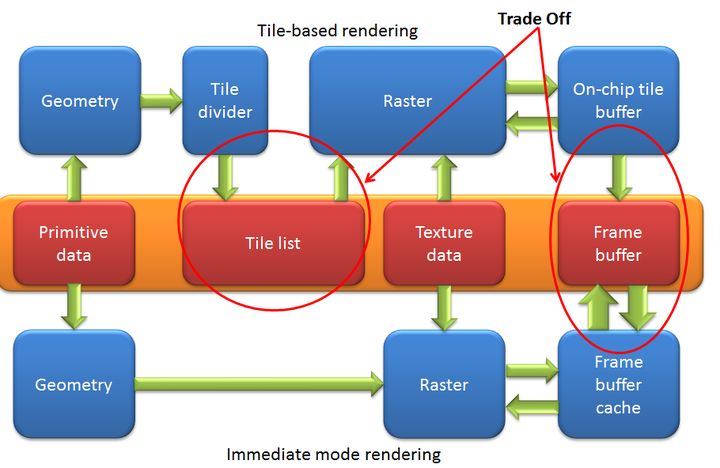 Tile-based rendering
Trade Off
Geometry
Tile
divider
Raster
On-chip tile
buffer
Primitive
data
Tile list
Texture
data
Frame
buffer
Geometry
Raster
Frame
buffer
cache
Immediate mode rendering